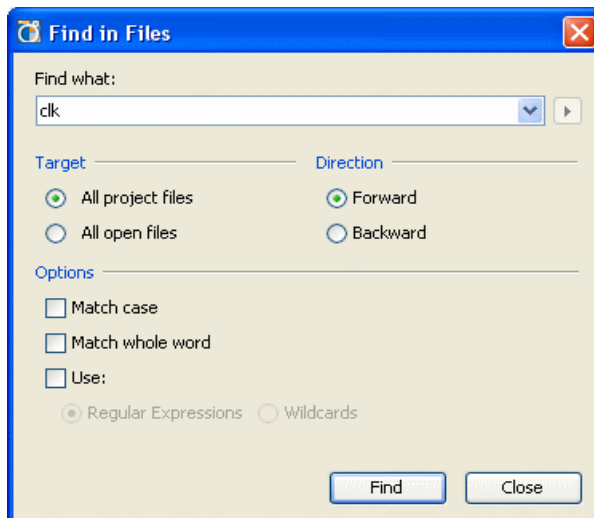 Find in Files
Find what:
clk
Target
Direction
All project files
Forward
All open files
Backward
Options
Match case
Match whole word
Use:
Regular Expressions
Wildcards
Find
Close